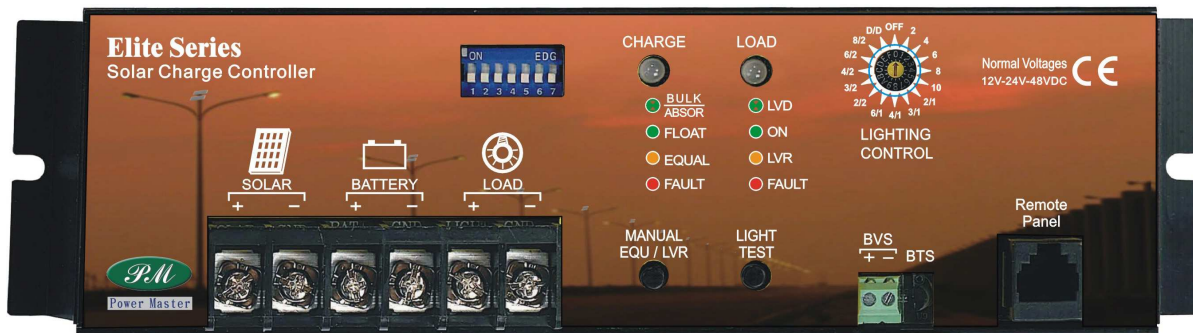 Elite Series
Solar Charge Controller
ON EDG
1 2 3 4 5 6 7
CHARGE
LOAD
BULK
ABSOR
FLOAT
EQUAL
FAULT
LVD
ON
LVR
FAULT
D/D OFF 2
8/2 4
6/2 6
4/2 8
3/2 10
2/2 2/1
6/1 4/1 3/1
LIGHTING
CONTROL
Normal Voltages
12V-24V-48VDC
CE
SOLAR
+ −
BATTERY
+ −
LOAD
+ −
PM
Power Master
MANUAL
EQU / LVR
LIGHT
TEST
BVS
+ − BTS
Remote
Panel